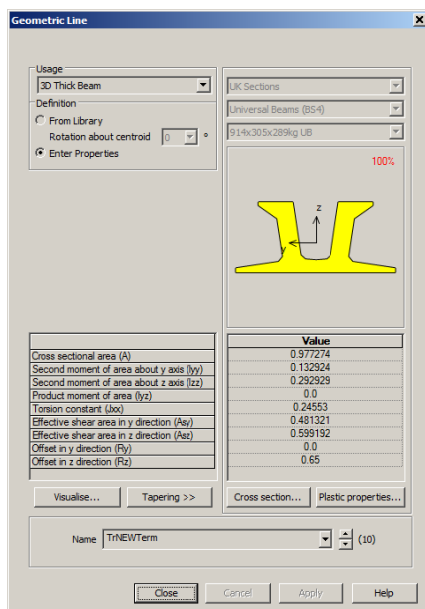 Geometric Line
Usage
3D Thick Beam
Definition
From Library
Rotation about centroid 0 °
Enter Properties
UK Sections
Universal Beams (BS4)
914x305x289kg UB
100%
z
y
Value
Cross sectional area (A) 0.977274
Second moment of area about y axis (Iyy) 0.132924
Second moment of area about z axis (Izz) 0.292929
Product moment of area (Iyz) 0.0
Torsion constant (Jxx) 0.24553
Effective shear area in y direction (Asy) 0.481321
Effective shear area in z direction (Asz) 0.599192
Offset in y direction (Ry) 0.0
Offset in z direction (Rz) 0.65
Visualise... Tapering >> Cross section... Plastic properties...
Name TrNEWTerm (10)
Close Cancel Apply Help